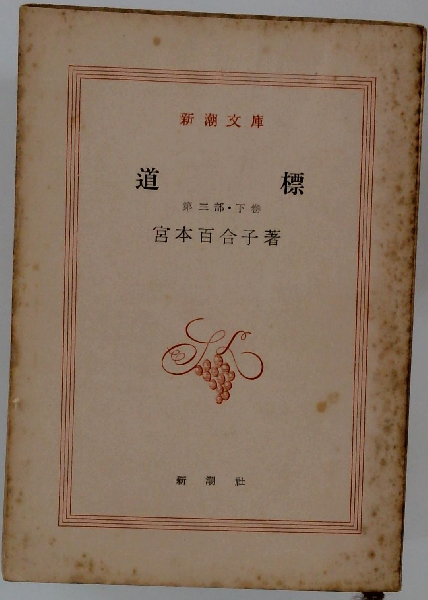 新潮文庫
道標
第三部・下巻
宮本百合子著
新潮社